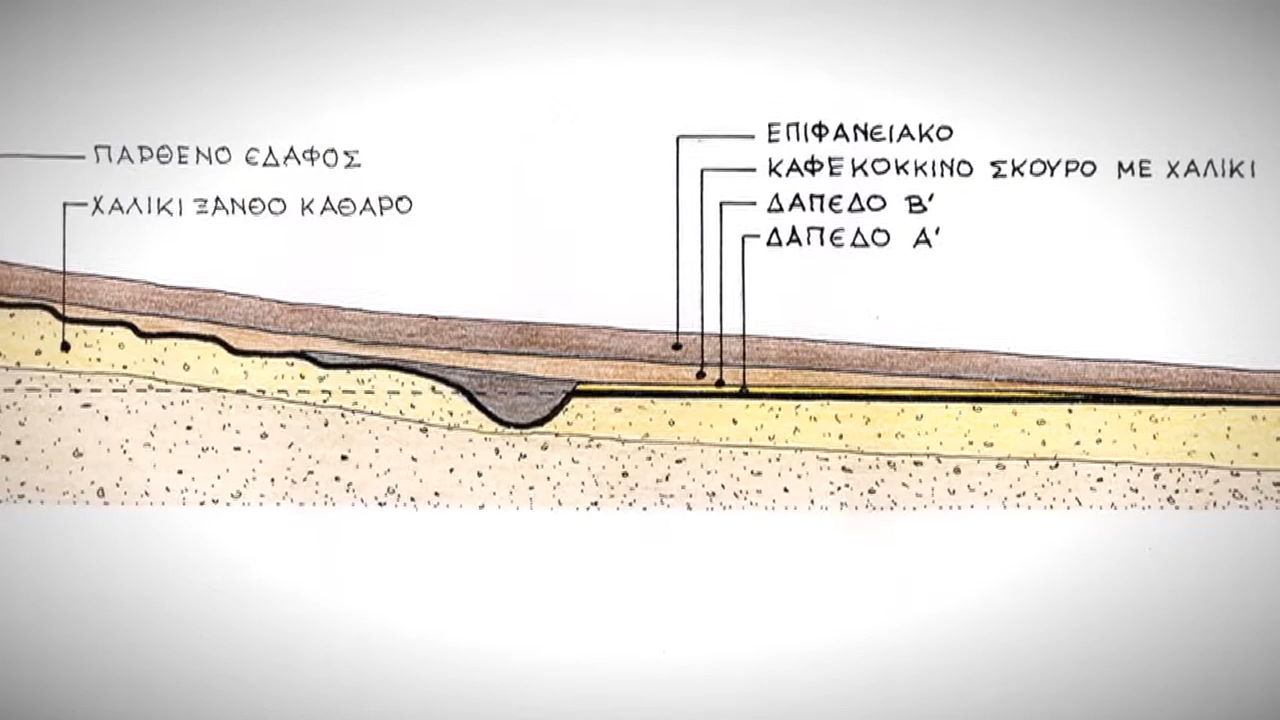 ΠΑΡΘΕΝΟ ΕΔΑΦΟΣ
ΧΑΛΙΚΙ ΞΑΝΘΟ ΚΑΘΑΡΟ
ΕΠΙΦΑΝΕΙΑΚΟ
ΚΑΦΕΚΟΚΚΙΝΟ ΣΚΟΥΡΟ ΜΕ ΧΑΛΙΚΙ
ΔΑΠΕΔΟ Β'
ΔΑΠΕΔΟ Α'